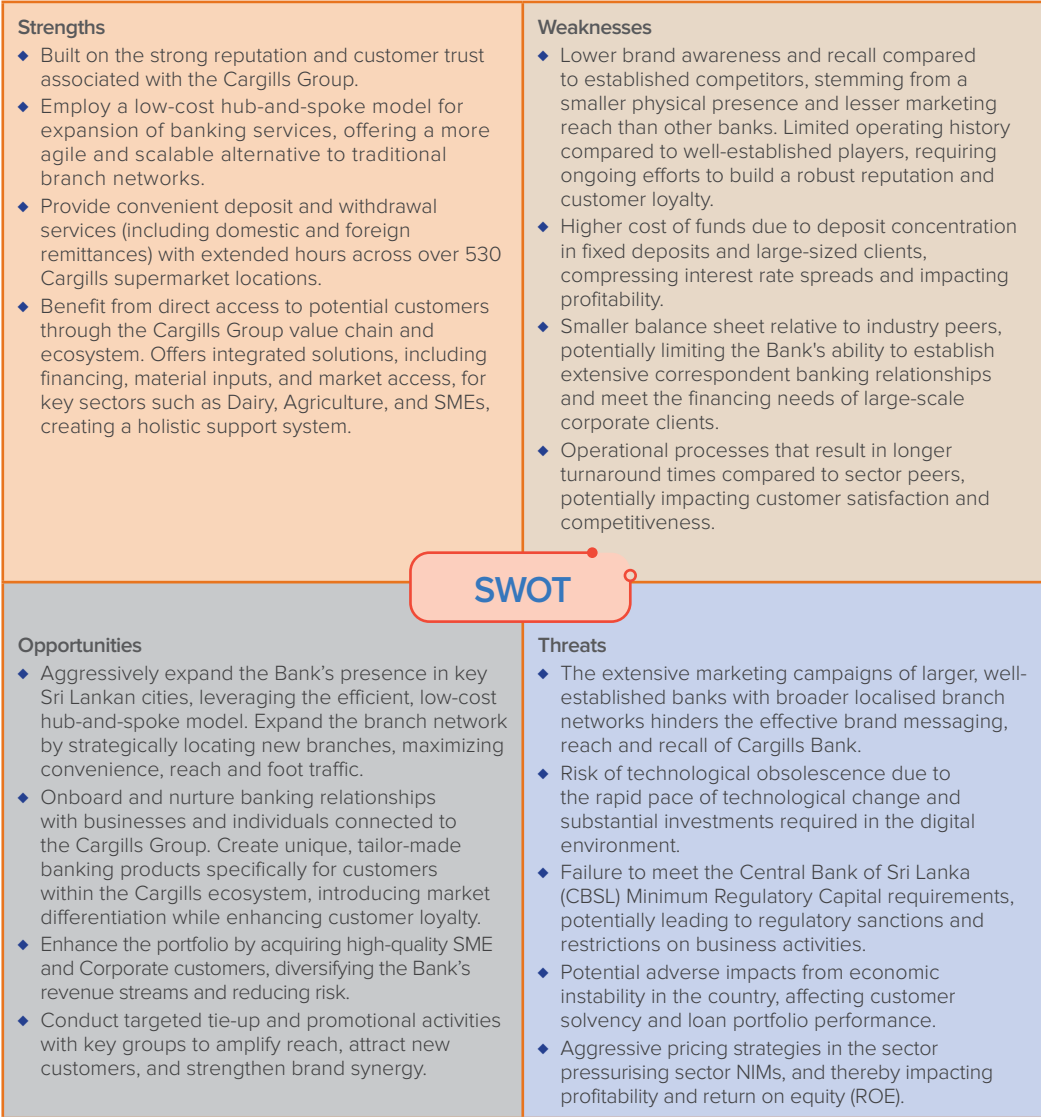 Strengths
◆ Built on the strong reputation and customer trust
associated with the Cargills Group.
◆ Employ a low-cost hub-and-spoke model for
expansion of banking services, offering a more
agile and scalable alternative to traditional
branch networks.
◆ Provide convenient deposit and withdrawal
services (including domestic and foreign
remittances) with extended hours across over 530
Cargills supermarket locations.
◆ Benefit from direct access to potential customers
through the Cargills Group value chain and
ecosystem. Offers integrated solutions, including
financing, material inputs, and market access, for
key sectors such as Dairy, Agriculture, and SMEs,
creating a holistic support system.
Weaknesses
◆ Lower brand awareness and recall compared
to established competitors, stemming from a
smaller physical presence and lesser marketing
reach than other banks. Limited operating history
compared to well-established players, requiring
ongoing efforts to build a robust reputation and
customer loyalty.
◆ Higher cost of funds due to deposit concentration
in fixed deposits and large-sized clients,
compressing interest rate spreads and impacting
profitability.
◆ Smaller balance sheet relative to industry peers,
potentially limiting the Bank's ability to establish
extensive correspondent banking relationships
and meet the financing needs of large-scale
corporate clients.
◆ Operational processes that result in longer
turnaround times compared to sector peers,
potentially impacting customer satisfaction and
competitiveness.
SWOT
Opportunities
◆ Aggressively expand the Bank’s presence in key
Sri Lankan cities, leveraging the efficient, low-cost
hub-and-spoke model. Expand the branch network
by strategically locating new branches, maximizing
convenience, reach and foot traffic.
◆ Onboard and nurture banking relationships
with businesses and individuals connected to
the Cargills Group. Create unique, tailor-made
banking products specifically for customers
within the Cargills ecosystem, introducing market
differentiation while enhancing customer loyalty.
◆ Enhance the portfolio by acquiring high-quality SME
and Corporate customers, diversifying the Bank’s
revenue streams and reducing risk.
◆ Conduct targeted tie-up and promotional activities
with key groups to amplify reach, attract new
customers, and strengthen brand synergy.
Threats
◆ The extensive marketing campaigns of larger, well-
established banks with broader localised branch
networks hinders the effective brand messaging,
reach and recall of Cargills Bank.
◆ Risk of technological obsolescence due to
the rapid pace of technological change and
substantial investments required in the digital
environment.
◆ Failure to meet the Central Bank of Sri Lanka
(CBSL) Minimum Regulatory Capital requirements,
potentially leading to regulatory sanctions and
restrictions on business activities.
◆ Potential adverse impacts from economic
instability in the country, affecting customer
solvency and loan portfolio performance.
◆ Aggressive pricing strategies in the sector
pressurising sector NIMs, and thereby impacting
profitability and return on equity (ROE).